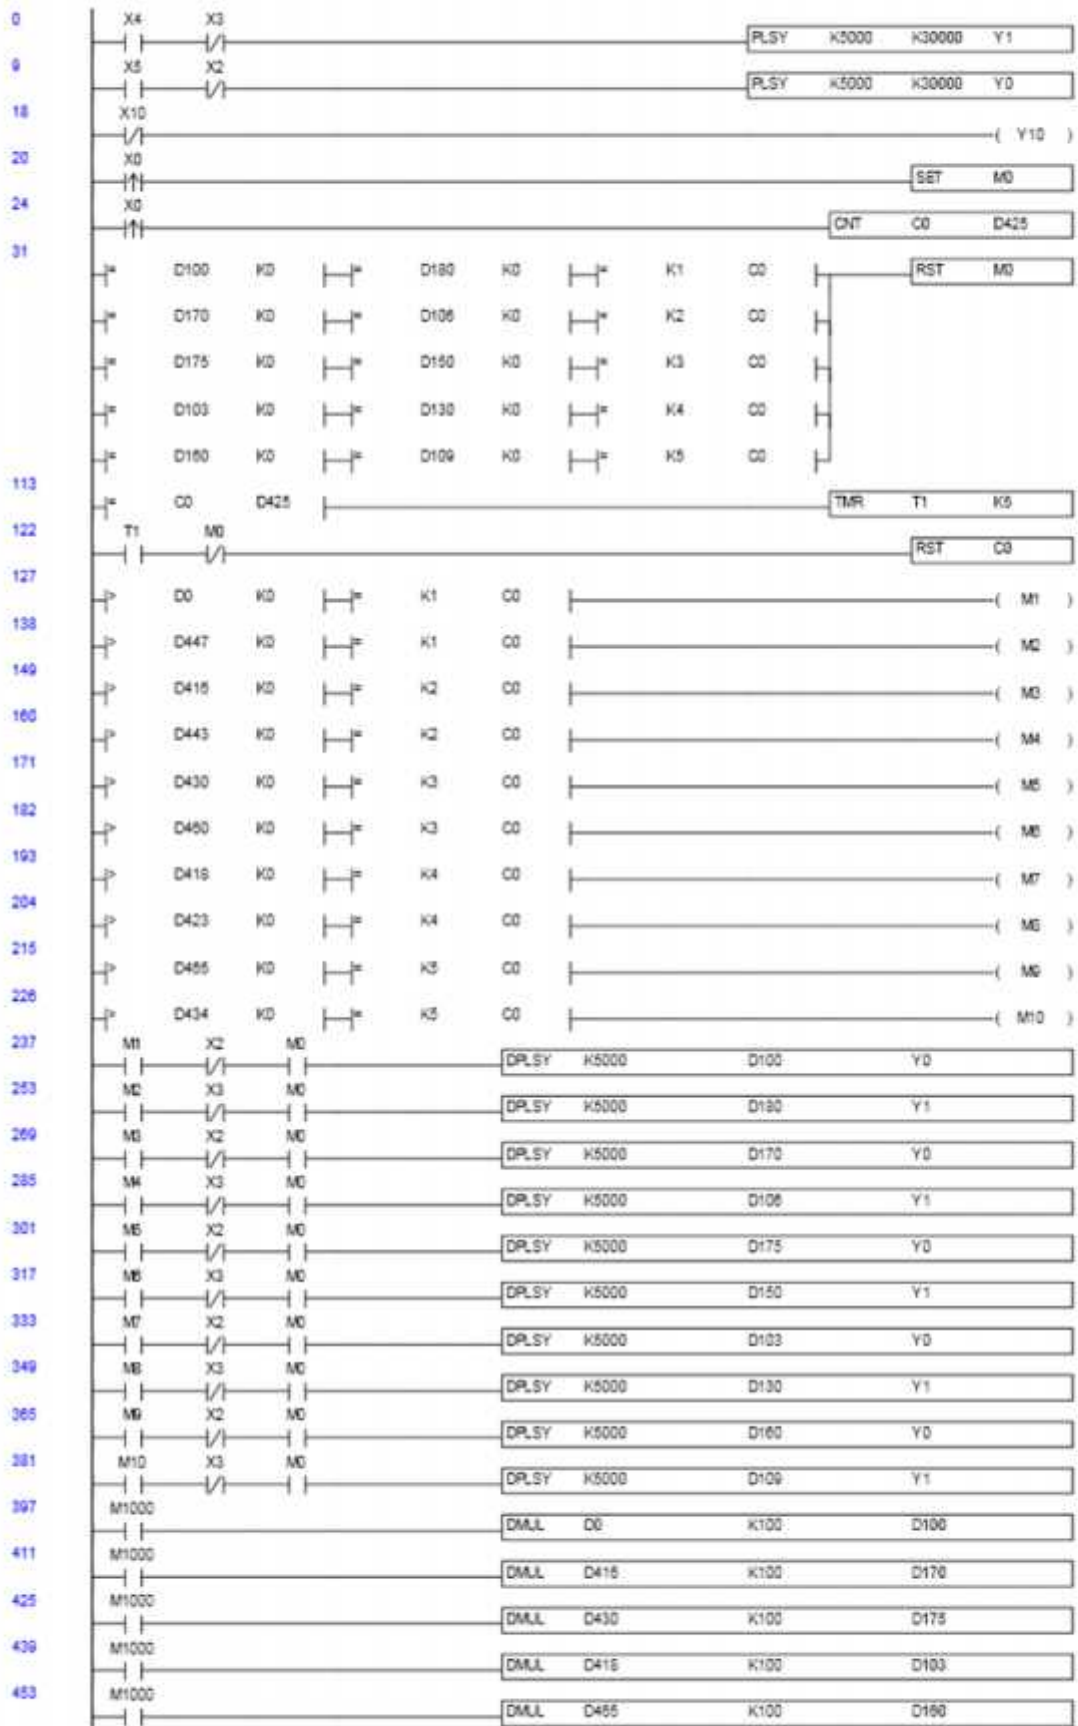 0 X4 X3 PLSY K5000 K30000 Y1
9 X5 X2 PLSY K5000 K30000 Y0
18 X10 Y10
20 X0 SET M0
24 X0 CNT C0 D425
31 = D100 K0 = D180 K0 = K1 C0 RST M0
= D170 K0 = D106 K0 = K2 C0
= D175 K0 = D150 K0 = K3 C0
= D103 K0 = D130 K0 = K4 C0
= D160 K0 = D109 K0 = K5 C0
113 = C0 D425 TMR T1 K5
122 T1 M0 RST C0
127 > D0 K0 = K1 C0 M1
138 > D447 K0 = K1 C0 M2
149 > K0 = K2 C0 M3
160 > D443 K0 = K2 C0 M4
171 > D430 K0 = K3 C0 M5
182 > K0 = K3 C0 M6
193 > K0 = K4 C0 M7
204 > D423 K0 = K4 C0 M8
215 > K0 = K5 C0 M9
226 > D434 K0 = K5 C0 M10
237 M1 X2 M0 DPLSY K5000 D100 Y0
253 M2 X3 M0 DPLSY K5000 D180 Y1
269 M3 X2 M0 DPLSY K5000 D170 Y0
285 M4 X3 M0 DPLSY K5000 D106 Y1
301 M5 X2 M0 DPLSY K5000 D175 Y0
317 M6 X3 M0 DPLSY K5000 D150 Y1
333 M7 X2 M0 DPLSY K5000 D103 Y0
349 M8 X3 M0 DPLSY K5000 D130 Y1
365 M9 X2 M0 DPLSY K5000 D160 Y0
381 M10 X3 M0 DPLSY K5000 D109 Y1
397 M1000 DMUL D0 K100 D100
411 M1000 DMUL K100 D170
425 M1000 DMUL D430 K100 D175
439 M1000 DMUL K100 D103
453 M1000 DMUL K100 D160